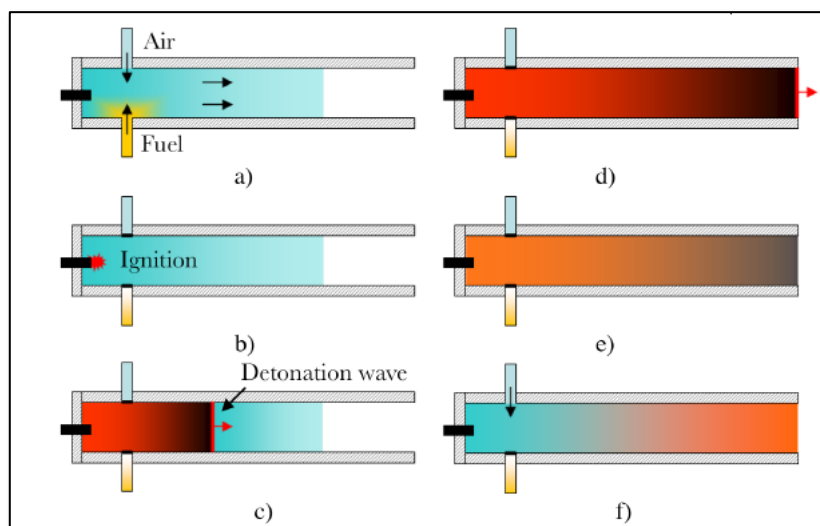 Air
Fuel
a)
d)
Ignition
b)
e)
Detonation wave
c)
f)